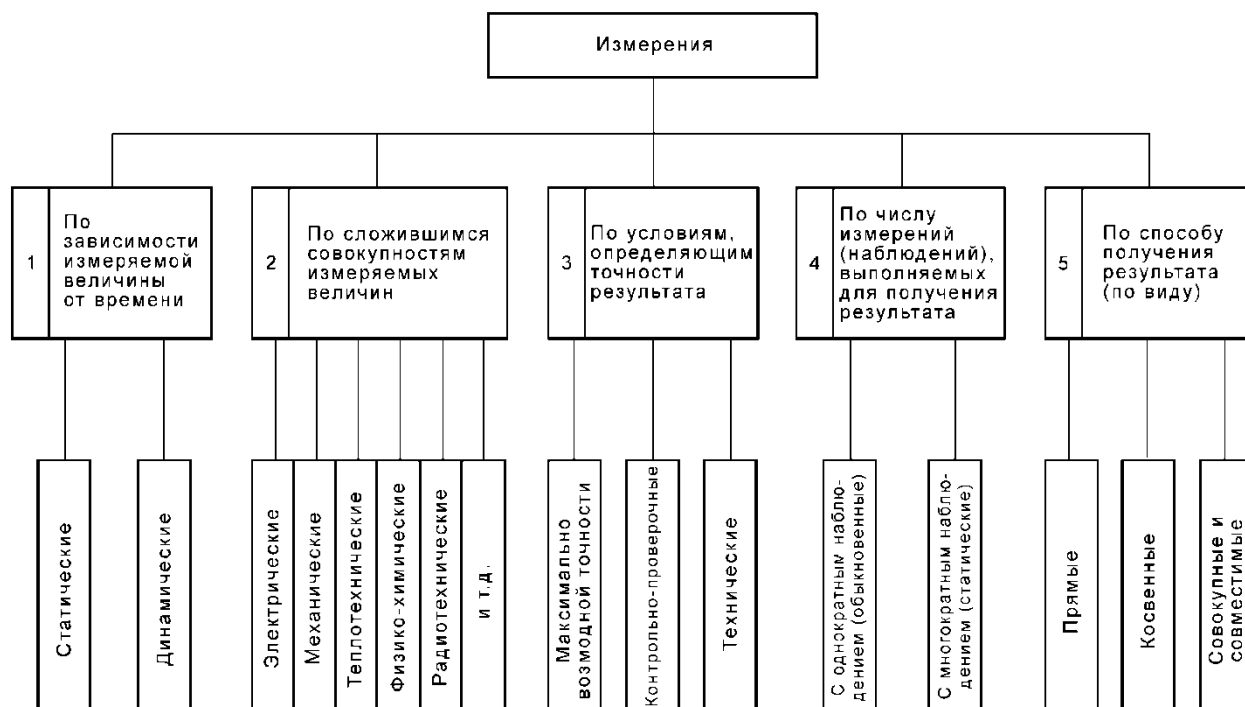 Измерения
1
По
зависимости
измеряемой
величины
от времени
2
По сложившимся
совокупностям
измеряемых
величин
3
По условиям,
определяющим
точности
результата
4
По числу
измерений
(наблюдений),
выполняемых
для получения
результата
5
По способу
получения
результата
(по виду)
Статические
Динамические
Электрические
Механические
Теплотехнические
Физико-химические
Радиотехнические
и т.д.
Максимально
возмодной точности
Контрольно-проверочные
Технические
С однократным наблю-
дением (обыкновенные)
С многократным наблю-
дением (статические)
Прямые
Косвенные
Совокупные и
совместимые